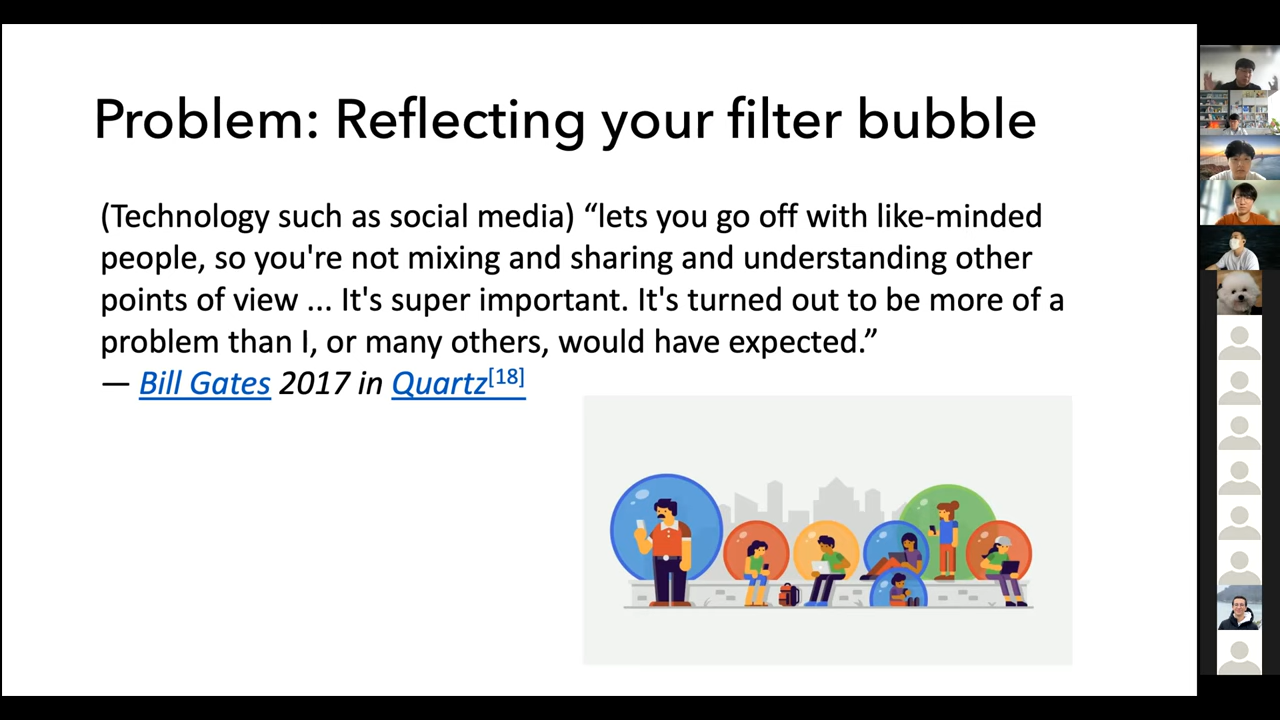 Problem: Reflecting your filter bubble
(Technology such as social media) “lets you go off with like-minded
people, so you're not mixing and sharing and understanding other
points of view ... It's super important. It's turned out to be more of a
problem than I, or many others, would have expected.”
— Bill Gates 2017 in Quartz[18]